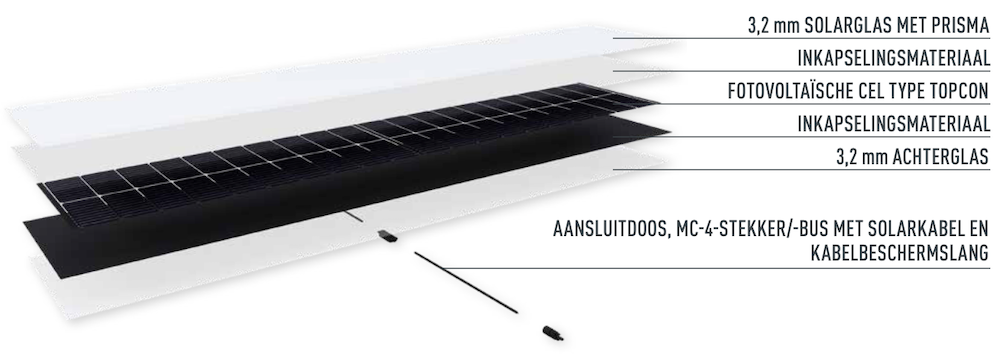 3,2 mm SOLARGLAS MET PRISMA
INKAPSELINGSMATERIAAL
FOTOVOLTAÏSCHE CEL TYPE TOPCON
INKAPSELINGSMATERIAAL
3,2 mm ACHTERGLAS
AANSLUITDOOS, MC-4-STEKKER/-BUS MET SOLARKABEL EN
KABELBESCHERMSLANG